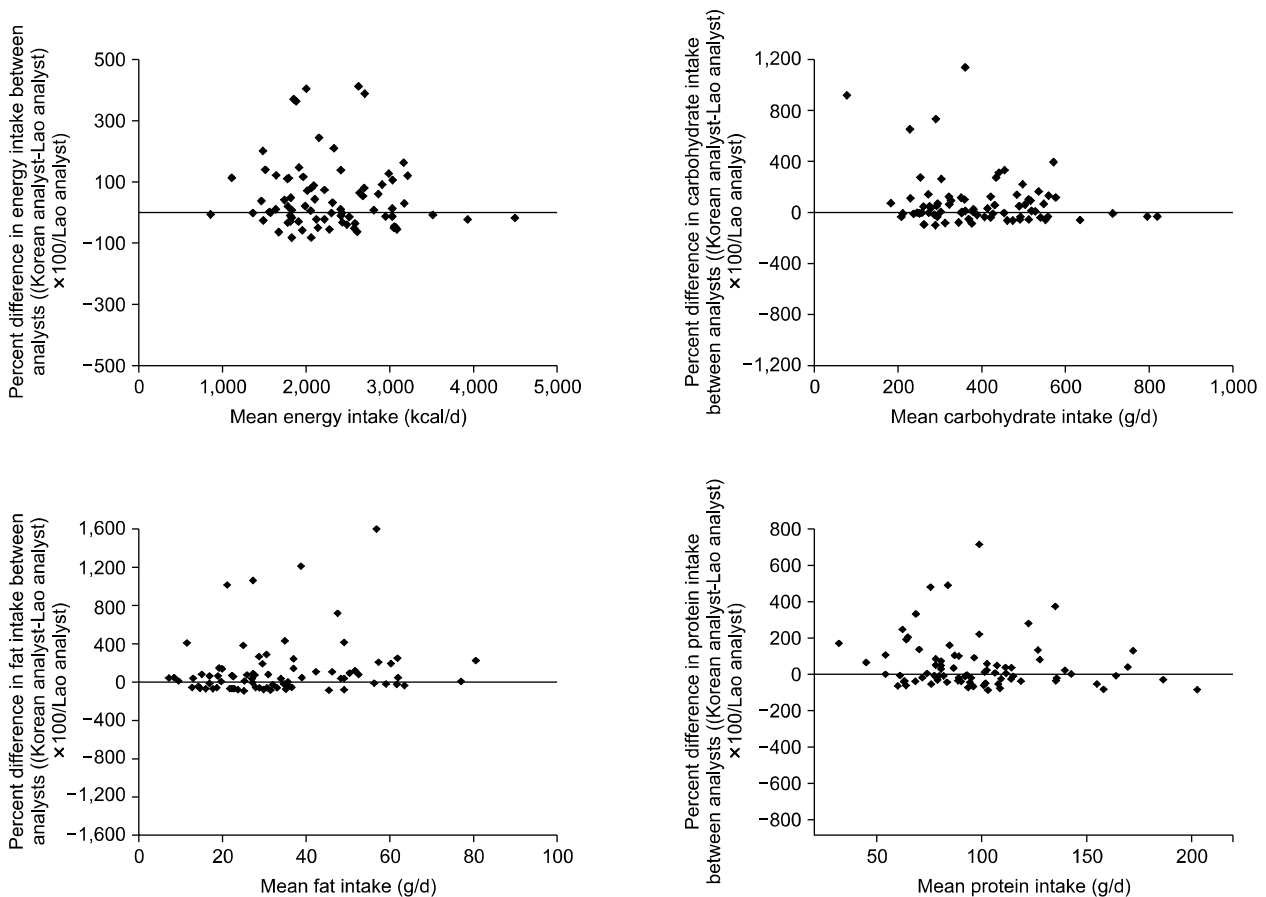 Percent difference in energy intake between
analysts ((Korean analyst-Lao analyst)
×100/Lao analyst)
500
300
100
−100
−300
−500
0 1,000 2,000 3,000 4,000 5,000
Mean energy intake (kcal/d)
Percent difference in carbohydrate intake
between analysts ((Korean analyst-Lao analyst)
×100/Lao analyst)
1,200
800
400
0
−400
−800
−1,200
0 200 400 600 800 1,000
Mean carbohydrate intake (g/d)
Percent difference in fat intake between
analysts ((Korean analyst-Lao analyst)
×100/Lao analyst)
1,600
1,200
800
400
0
−400
−800
−1,200
−1,600
0 20 40 60 80 100
Mean fat intake (g/d)
Percent difference in protein intake
between analysts ((Korean analyst-Lao analyst)
×100/Lao analyst)
800
600
400
200
0
−200
−400
−600
−800
50 100 150 200
Mean protein intake (g/d)